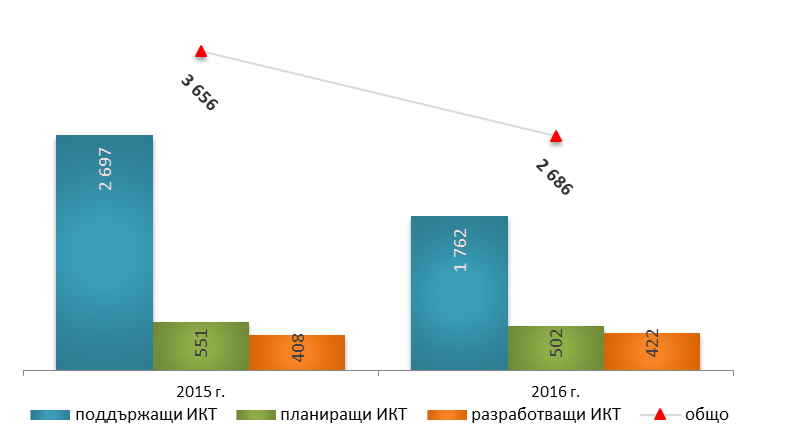 3 656
2 686
2 697
551
408
1 762
502
422
2015 г.
2016 г.
поддържащи ИКТ
планиращи ИКТ
разработващи ИКТ
общо